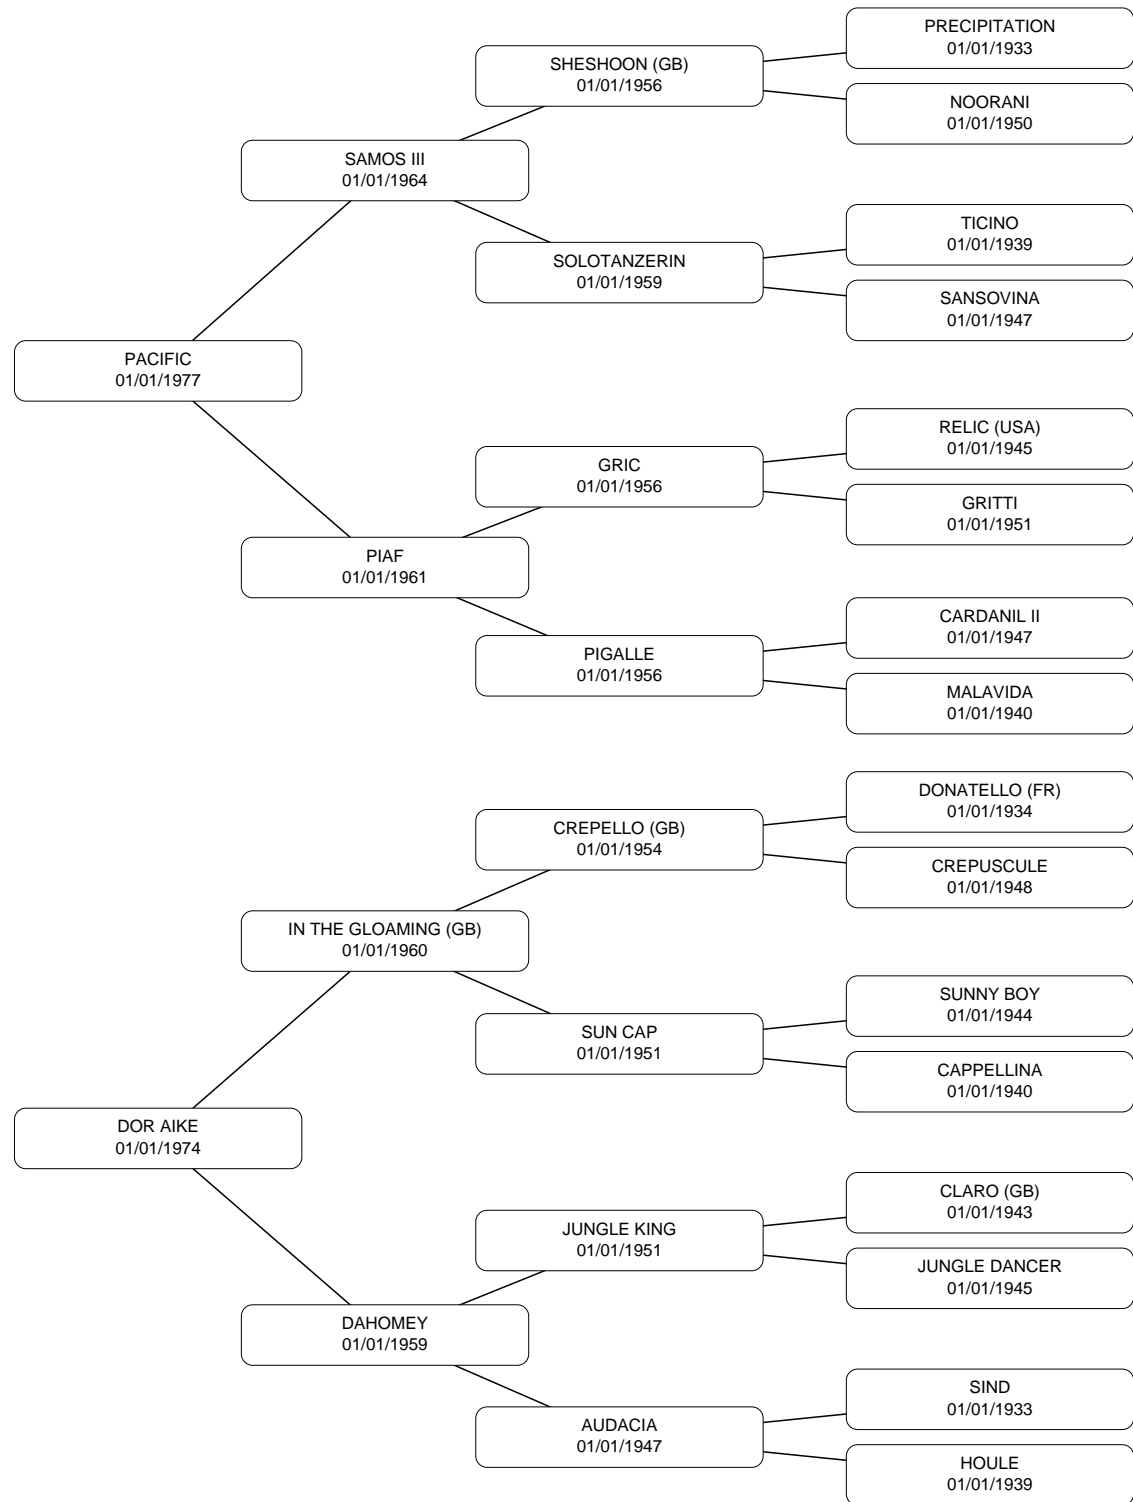 PRECIPITATION
01/01/1933
SHESHOON (GB)
01/01/1956
NOORANI
01/01/1950
SAMOS III
01/01/1964
TICINO
01/01/1939
SOLOTANZERIN
01/01/1959
SANSOVINA
01/01/1947
PACIFIC
01/01/1977
RELIC (USA)
01/01/1945
GRIC
01/01/1956
GRITTI
01/01/1951
PIAF
01/01/1961
CARDANIL II
01/01/1947
PIGALLE
01/01/1956
MALAVIDA
01/01/1940
DONATELLO (FR)
01/01/1934
CREPELLO (GB)
01/01/1954
CREPUSCULE
01/01/1948
IN THE GLOAMING (GB)
01/01/1960
SUNNY BOY
01/01/1944
SUN CAP
01/01/1951
CAPPELLINA
01/01/1940
DOR AIKE
01/01/1974
CLARO (GB)
01/01/1943
JUNGLE KING
01/01/1951
JUNGLE DANCER
01/01/1945
DAHOMEY
01/01/1959
SIND
01/01/1933
AUDACIA
01/01/1947
HOULE
01/01/1939